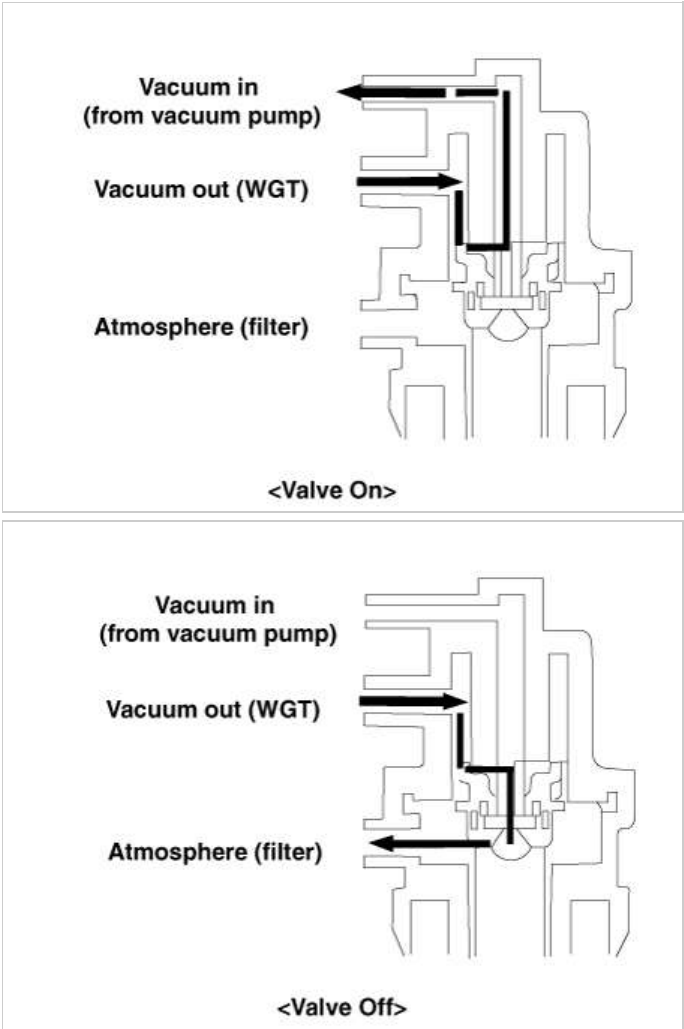 Vacuum in
(from vacuum pump)
Vacuum out (WGT)
Atmosphere (filter)
<Valve On>
Vacuum in
(from vacuum pump)
Vacuum out (WGT)
Atmosphere (filter)
<Valve Off>